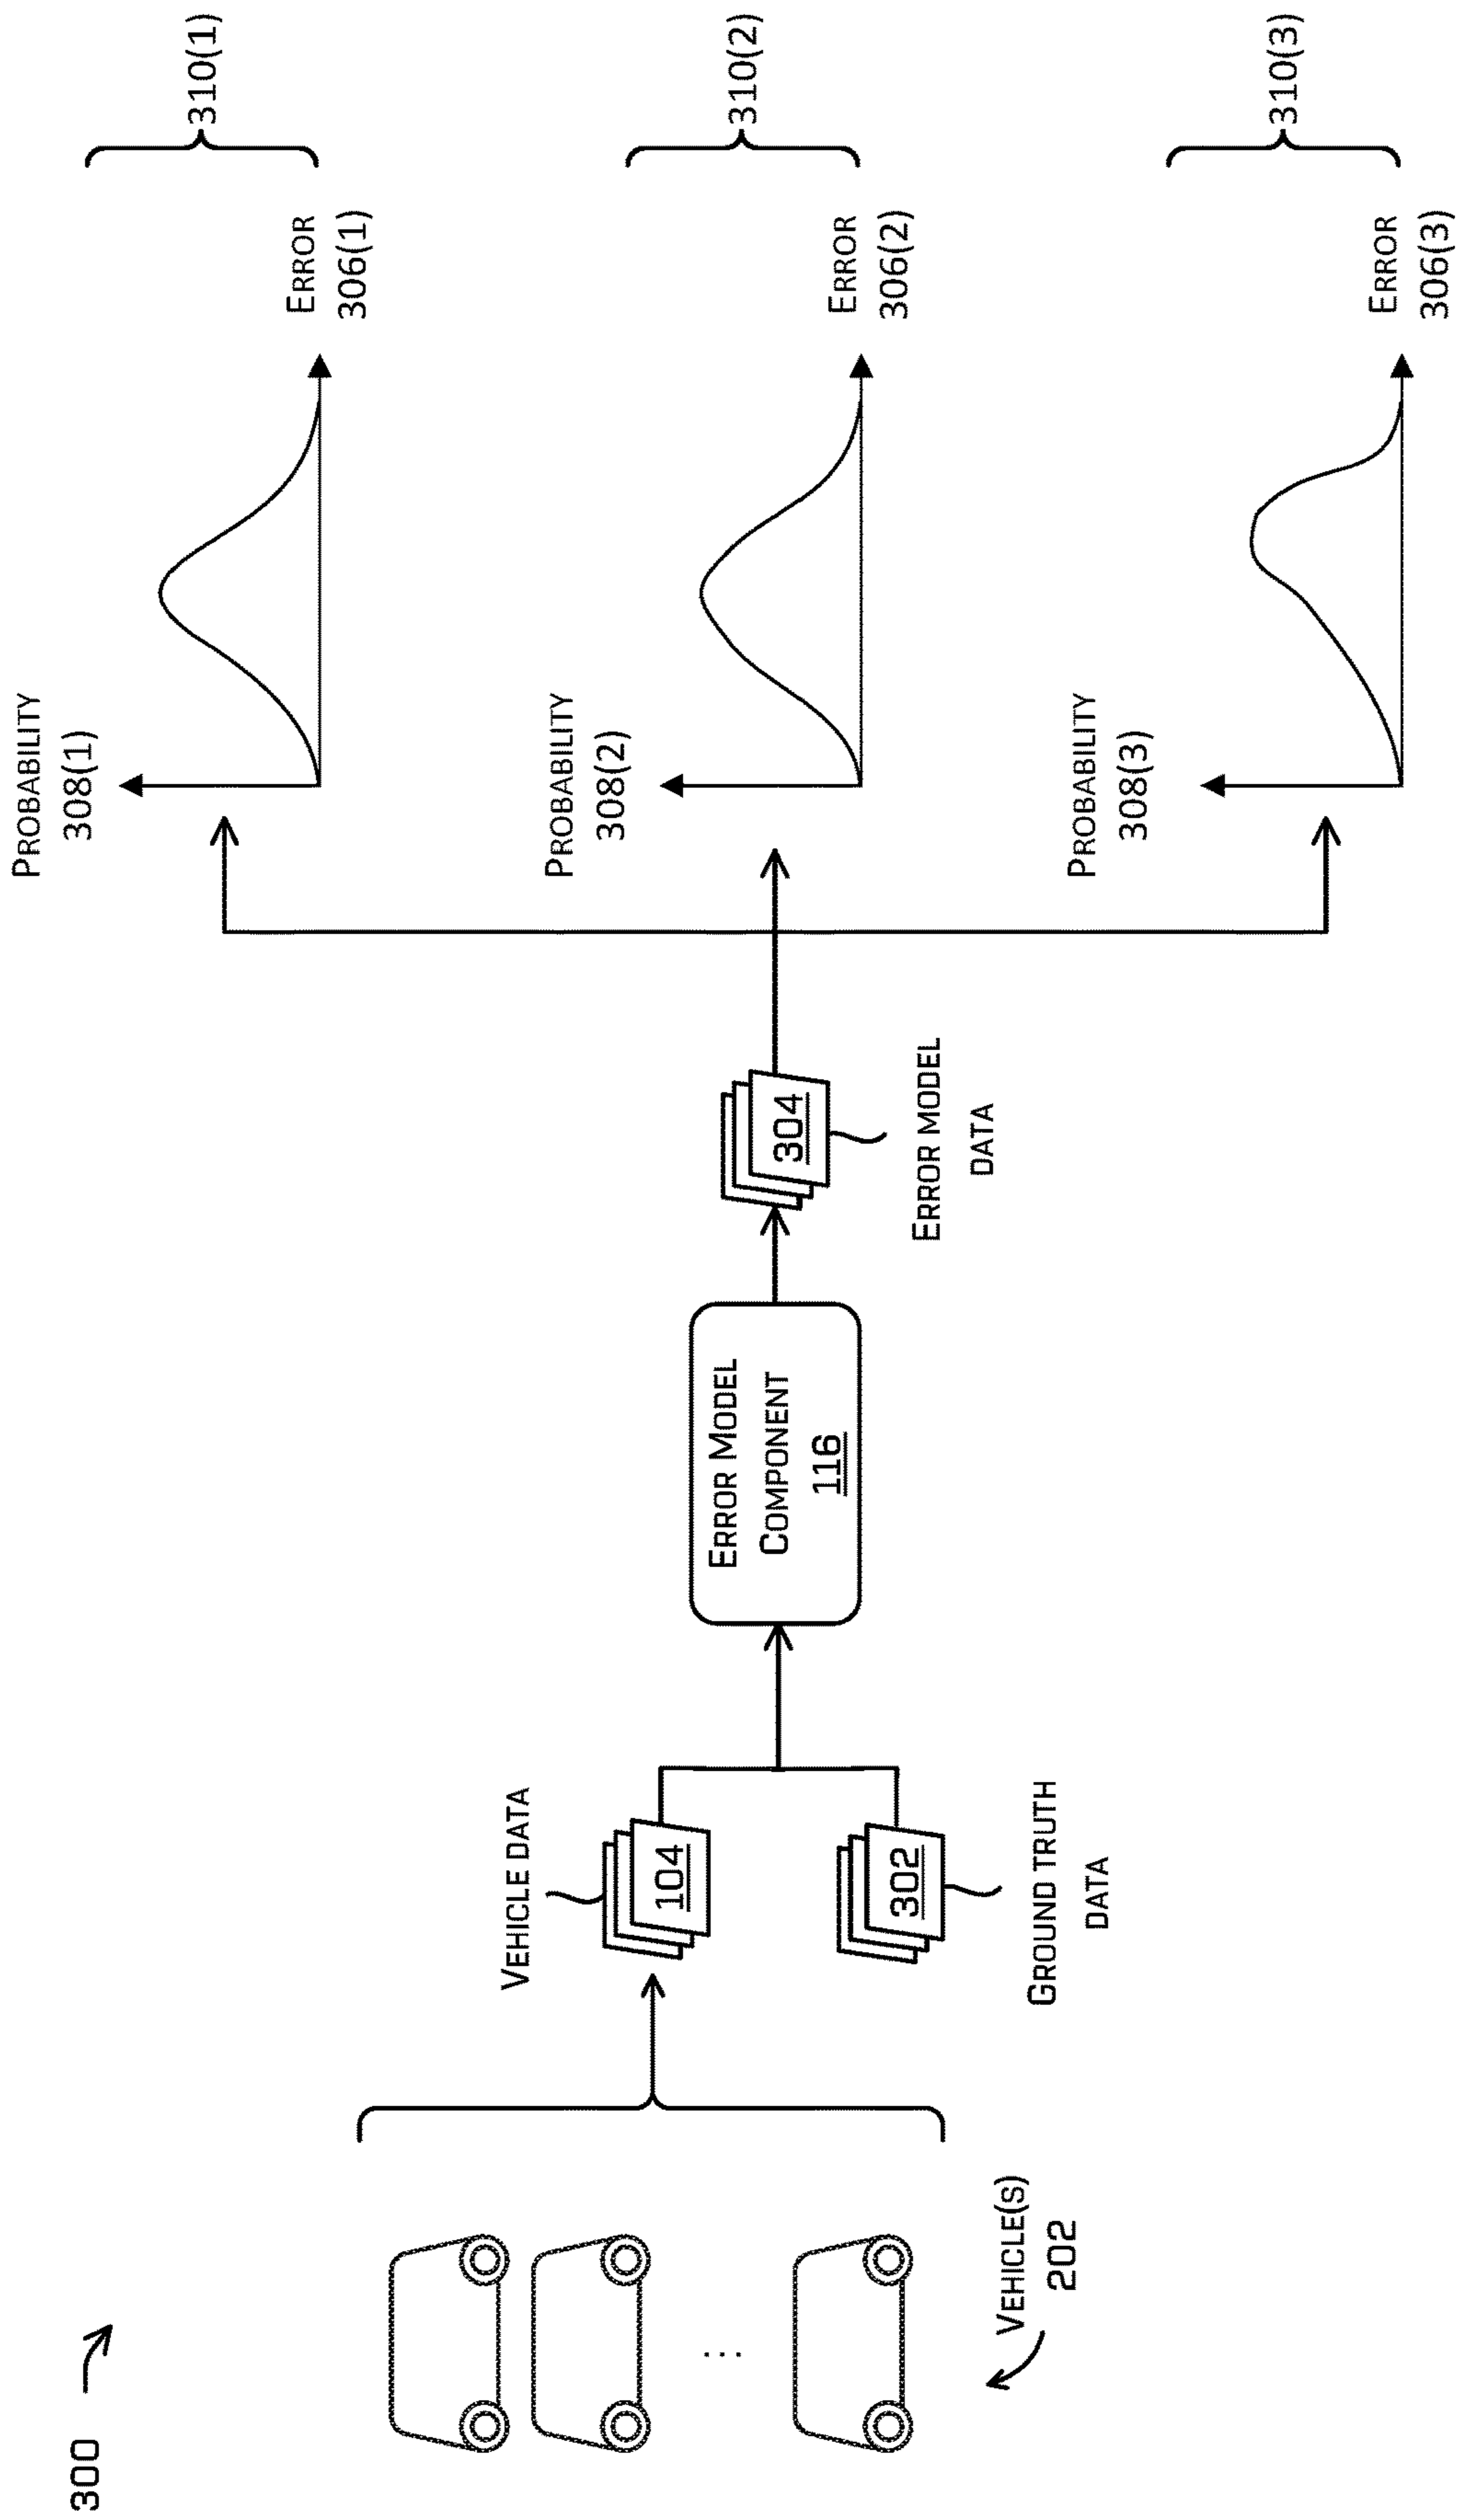 300
VEHICLE(S)
202
VEHICLE DATA
104
302
GROUND TRUTH
DATA
ERROR MODEL
COMPONENT
116
304
ERROR MODEL
DATA
PROBABILITY
308(1)
ERROR
306(1)
310(1)
PROBABILITY
308(2)
ERROR
306(2)
310(2)
PROBABILITY
308(3)
ERROR
306(3)
310(3)
...